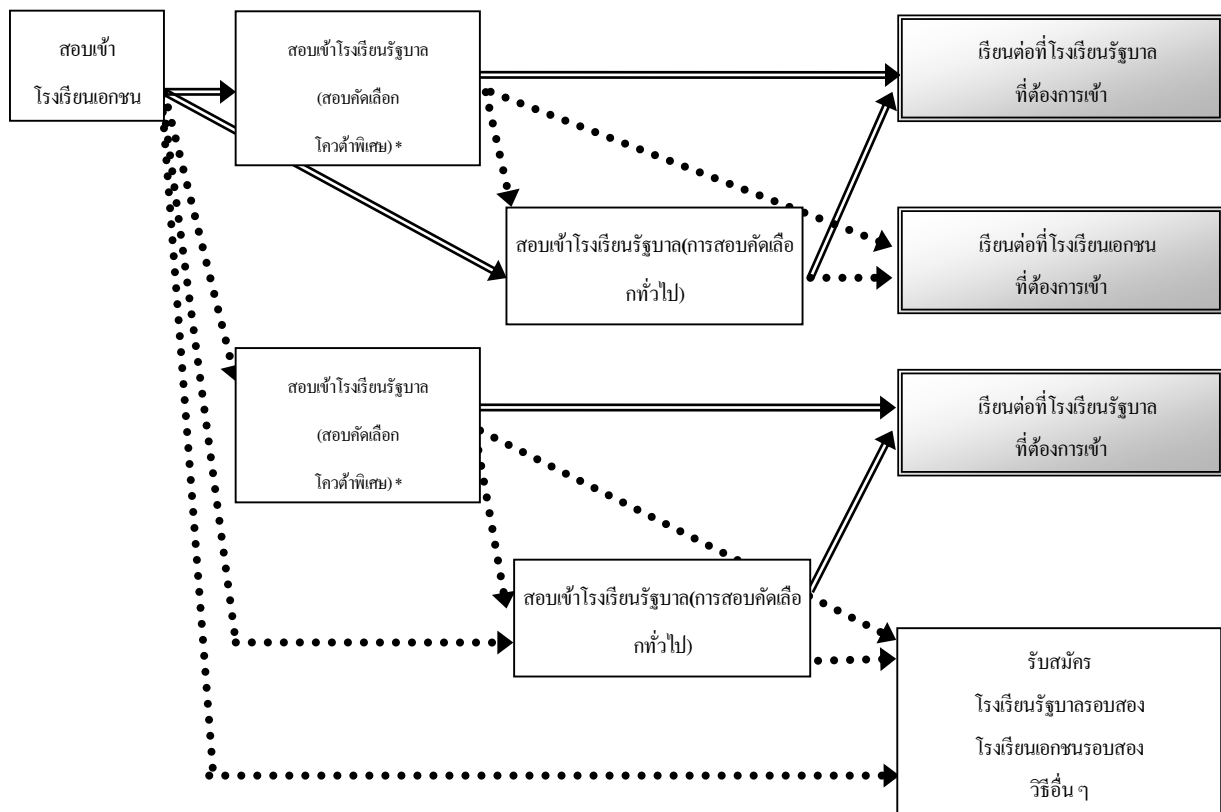 สอบเข้า
โรงเรียนเอกชน
สอบเข้าโรงเรียนรัฐบาล
(สอบคัดเลือก
โควต้าพิเศษ) *
เรียนต่อที่โรงเรียนรัฐบาล
ที่ต้องการเข้า
สอบเข้าโรงเรียนรัฐบาล(การสอบคัดเลือ
กทั่วไป)
เรียนต่อที่โรงเรียนเอกชน
ที่ต้องการเข้า
สอบเข้าโรงเรียนรัฐบาล
(สอบคัดเลือก
โควต้าพิเศษ) *
เรียนต่อที่โรงเรียนรัฐบาล
ที่ต้องการเข้า
สอบเข้าโรงเรียนรัฐบาล(การสอบคัดเลือ
กทั่วไป)
รับสมัคร
โรงเรียนรัฐบาลรอบสอง
โรงเรียนเอกชนรอบสอง
วิธีอื่น ๆ